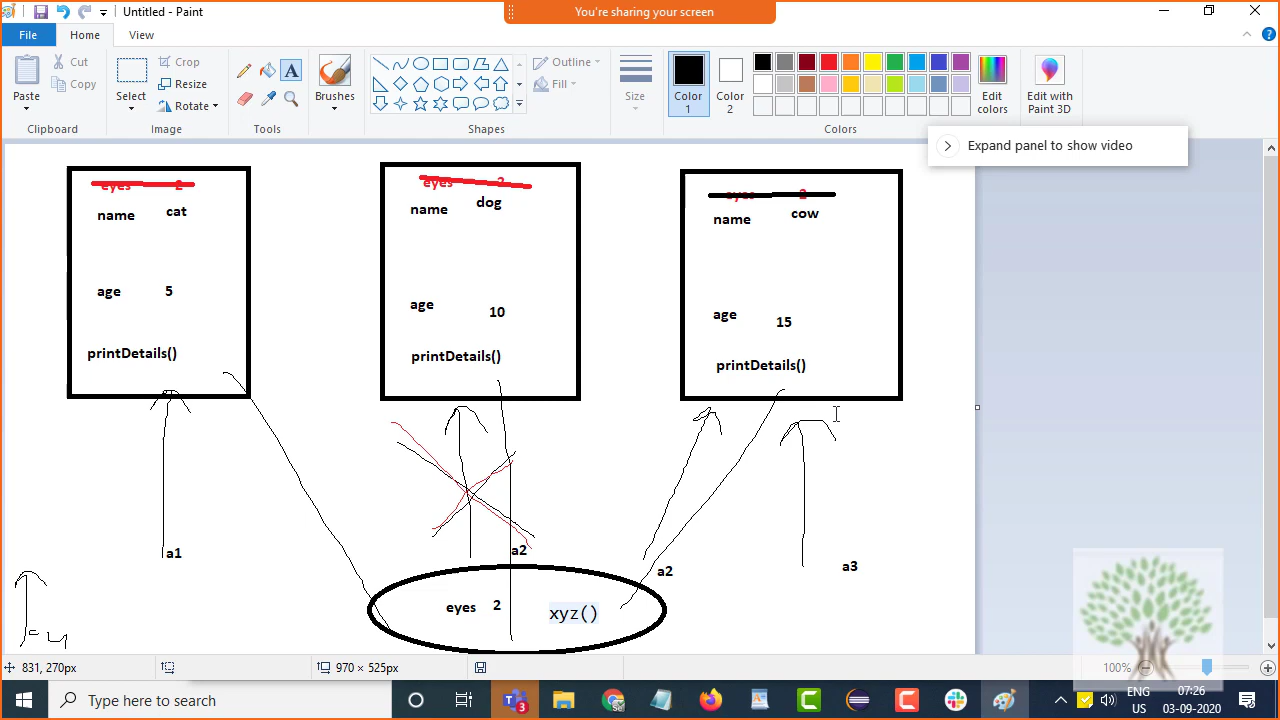 Untitled - Paint
You're sharing your screen
File Home View
Paste
Cut
Copy
Clipboard
Select
Crop
Resize
Rotate
Image
Tools
Brushes
Outline
Fill
Shapes
Size
Color 1
Color 2
Edit colors
Edit with Paint 3D
Colors
Expand panel to show video
eyes 2
name cat
age 5
printDetails()
eyes 2
name dog
age 10
printDetails()
eyes 2
name cow
age 15
printDetails()
a1
a2
a2
a3
eyes 2 xyz()
831, 270px
970 × 525px
100%
Type here to search
3
ENG
US
07:26
03-09-2020